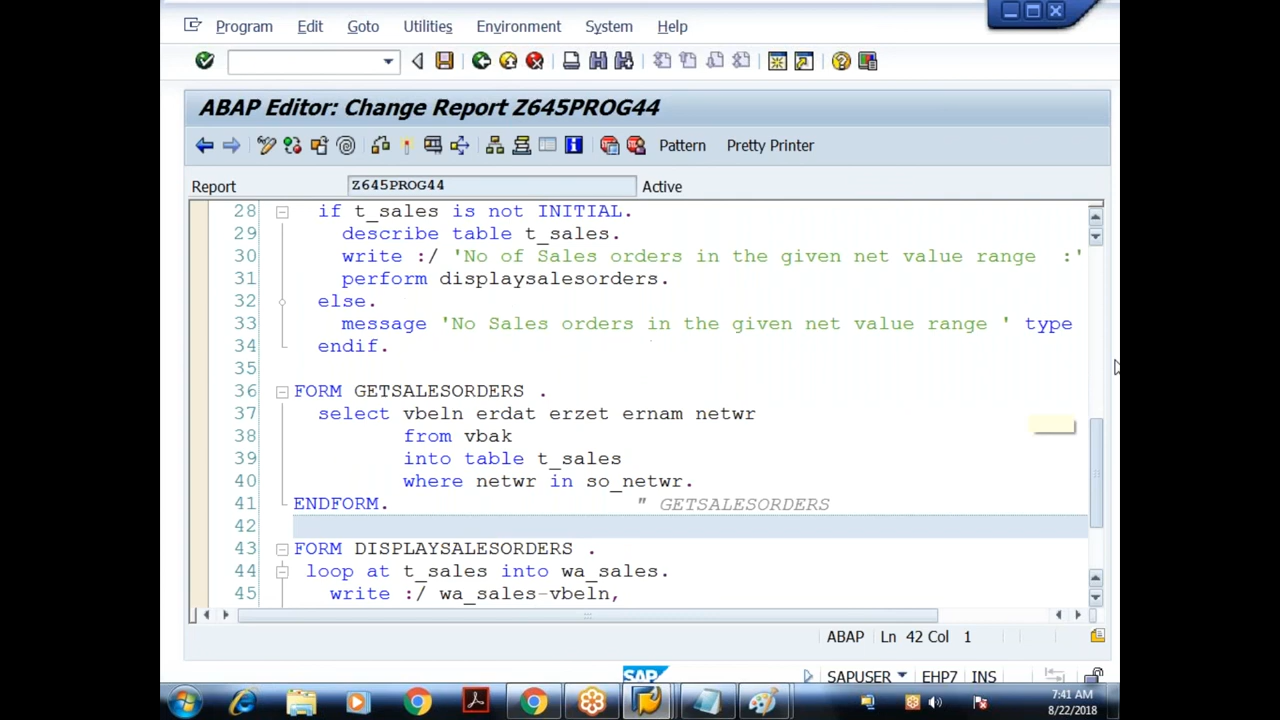 Program Edit Goto Utilities Environment System Help
ABAP Editor: Change Report Z645PROG44
Pattern Pretty Printer
Report Z645PROG44 Active
28 if t_sales is not INITIAL.
29 describe table t_sales.
30 write :/ 'No of Sales orders in the given net value range  :'
31 perform displaysalesorders.
32 else.
33 message 'No Sales orders in the given net value range ' type
34 endif.
35
36 FORM GETSALESORDERS .
37 select vbeln erdat erzet ernam netwr
38 from vbak
39 into table t_sales
40 where netwr in so_netwr.
41 ENDFORM. " GETSALESORDERS
42
43 FORM DISPLAYSALESORDERS .
44 loop at t_sales into wa_sales.
45 write :/ wa_sales-vbeln,
ABAP Ln 42 Col 1
SAP
SAPUSER EHP7 INS
7:41 AM
8/22/2018